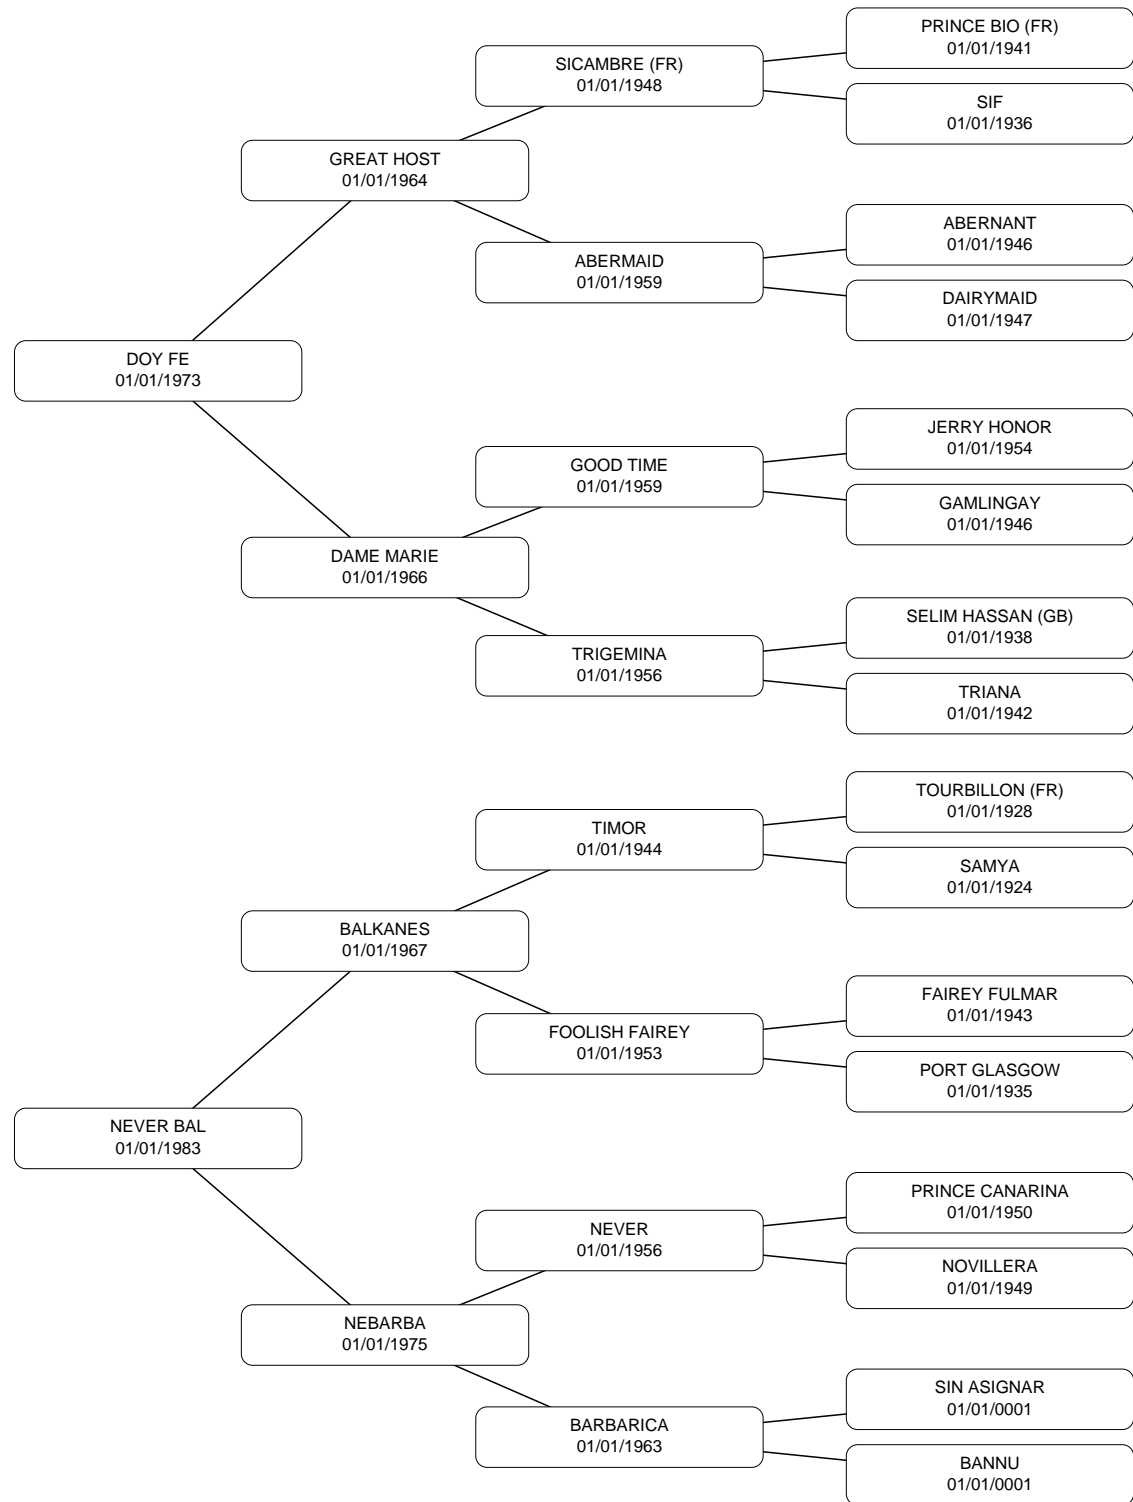 PRINCE BIO (FR)
01/01/1941
SICAMBRE (FR)
01/01/1948
SIF
01/01/1936
GREAT HOST
01/01/1964
ABERNANT
01/01/1946
ABERMAID
01/01/1959
DAIRYMAID
01/01/1947
DOY FE
01/01/1973
JERRY HONOR
01/01/1954
GOOD TIME
01/01/1959
GAMLINGAY
01/01/1946
DAME MARIE
01/01/1966
SELIM HASSAN (GB)
01/01/1938
TRIGEMINA
01/01/1956
TRIANA
01/01/1942
TOURBILLON (FR)
01/01/1928
TIMOR
01/01/1944
SAMYA
01/01/1924
BALKANES
01/01/1967
FAIREY FULMAR
01/01/1943
FOOLISH FAIREY
01/01/1953
PORT GLASGOW
01/01/1935
NEVER BAL
01/01/1983
PRINCE CANARINA
01/01/1950
NEVER
01/01/1956
NOVILLERA
01/01/1949
NEBARBA
01/01/1975
SIN ASIGNAR
01/01/0001
BARBARICA
01/01/1963
BANNU
01/01/0001